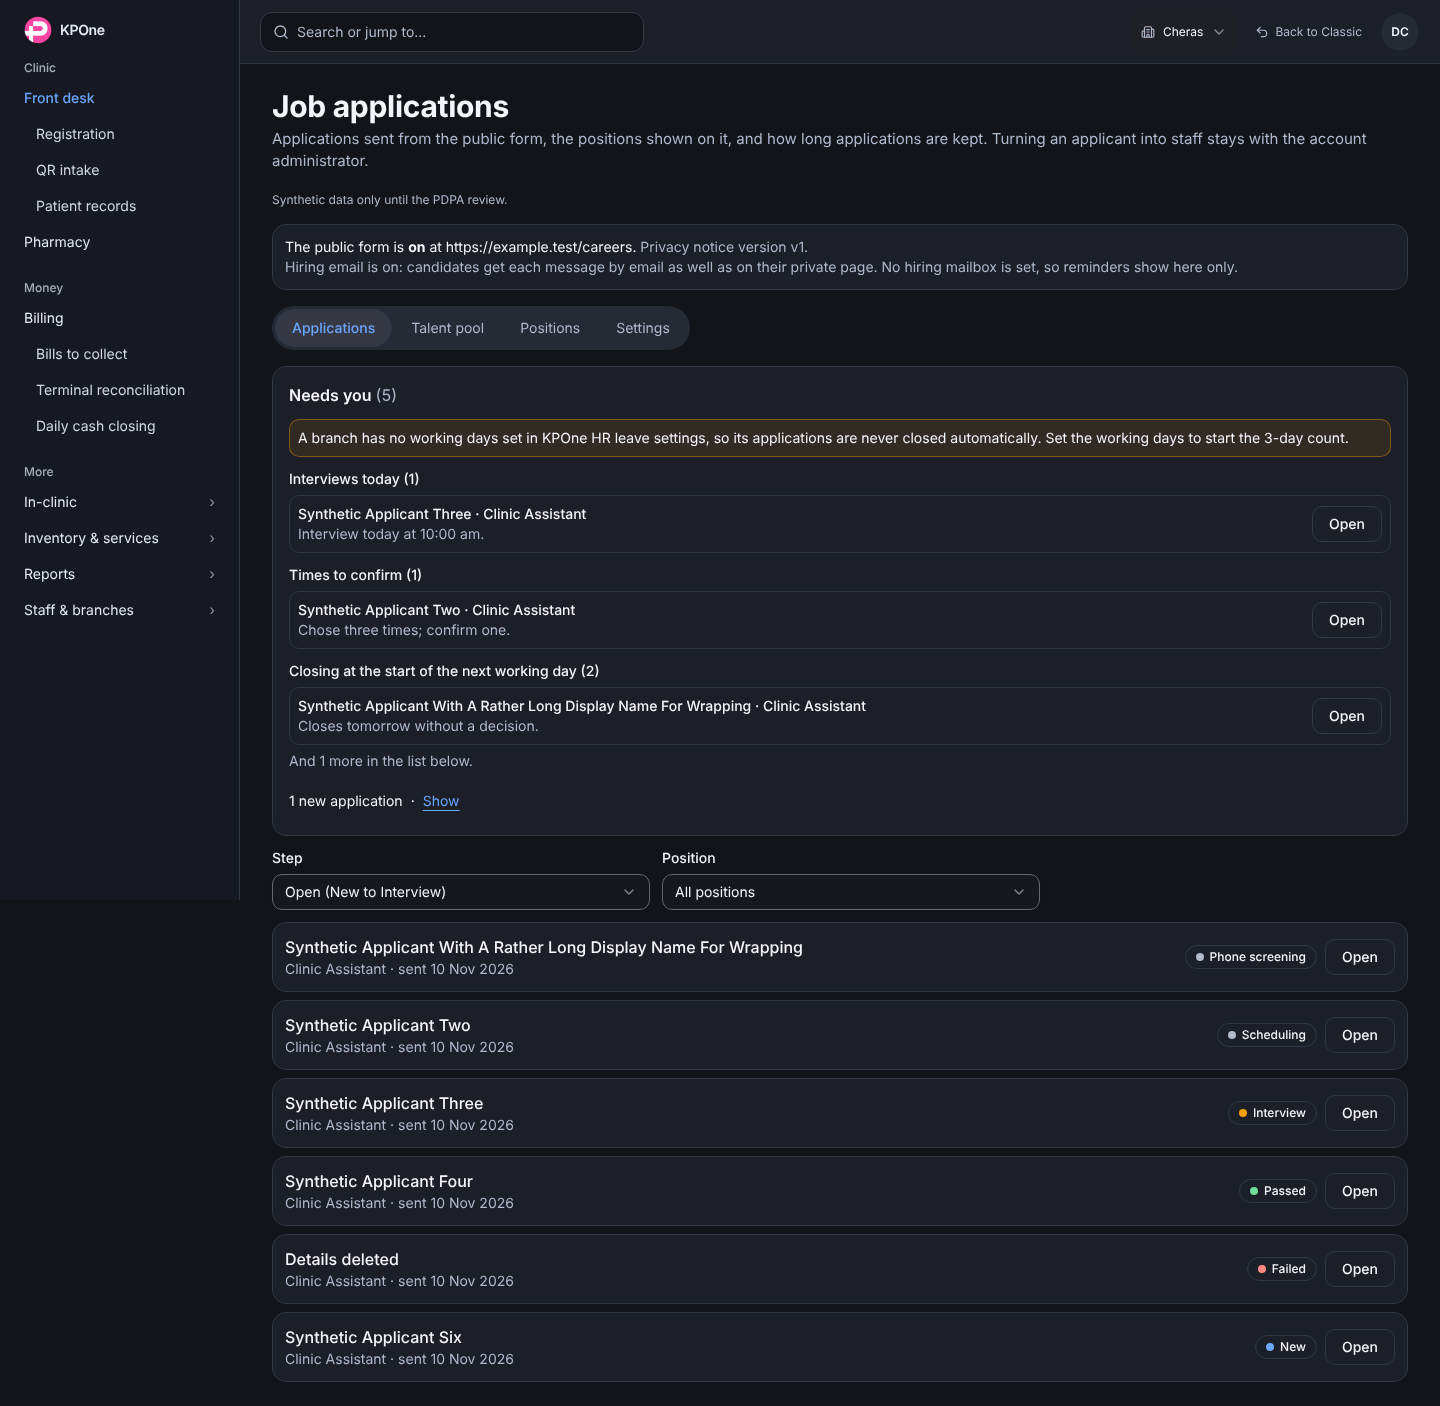 KPOne
Clinic
Front desk
Registration
QR intake
Patient records
Pharmacy
Money
Billing
Bills to collect
Terminal reconciliation
Daily cash closing
More
In-clinic
Inventory & services
Reports
Staff & branches
Search or jump to...
Cheras
Back to Classic
DC
Job applications
Applications sent from the public form, the positions shown on it, and how long applications are kept. Turning an applicant into staff stays with the account
administrator.
Synthetic data only until the PDPA review.
The public form is on at https://example.test/careers. Privacy notice version v1.
Hiring email is on: candidates get each message by email as well as on their private page. No hiring mailbox is set, so reminders show here only.
Applications
Talent pool
Positions
Settings
Needs you (5)
A branch has no working days set in KPOne HR leave settings, so its applications are never closed automatically. Set the working days to start the 3-day count.
Interviews today (1)
Synthetic Applicant Three · Clinic Assistant
Interview today at 10:00 am.
Open
Times to confirm (1)
Synthetic Applicant Two · Clinic Assistant
Chose three times; confirm one.
Open
Closing at the start of the next working day (2)
Synthetic Applicant With A Rather Long Display Name For Wrapping · Clinic Assistant
Closes tomorrow without a decision.
Open
And 1 more in the list below.
1 new application · Show
Step
Open (New to Interview)
Position
All positions
Synthetic Applicant With A Rather Long Display Name For Wrapping
Clinic Assistant · sent 10 Nov 2026
Phone screening
Open
Synthetic Applicant Two
Clinic Assistant · sent 10 Nov 2026
Scheduling
Open
Synthetic Applicant Three
Clinic Assistant · sent 10 Nov 2026
Interview
Open
Synthetic Applicant Four
Clinic Assistant · sent 10 Nov 2026
Passed
Open
Details deleted
Clinic Assistant · sent 10 Nov 2026
Failed
Open
Synthetic Applicant Six
Clinic Assistant · sent 10 Nov 2026
New
Open